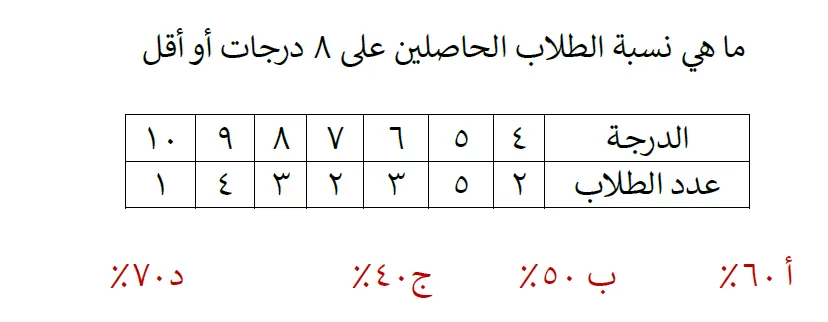 ما هي نسبة الطلاب الحاصلين على ٨ درجات أو أقل
الدرجة ٤ ٥ ٦ ٧ ٨ ٩ ١٠
عدد الطلاب ٢ ٥ ٣ ٢ ٣ ٤ ١
أ ٦٠٪ ب ٥٠٪ ج ٤٠٪ د ٧٠٪